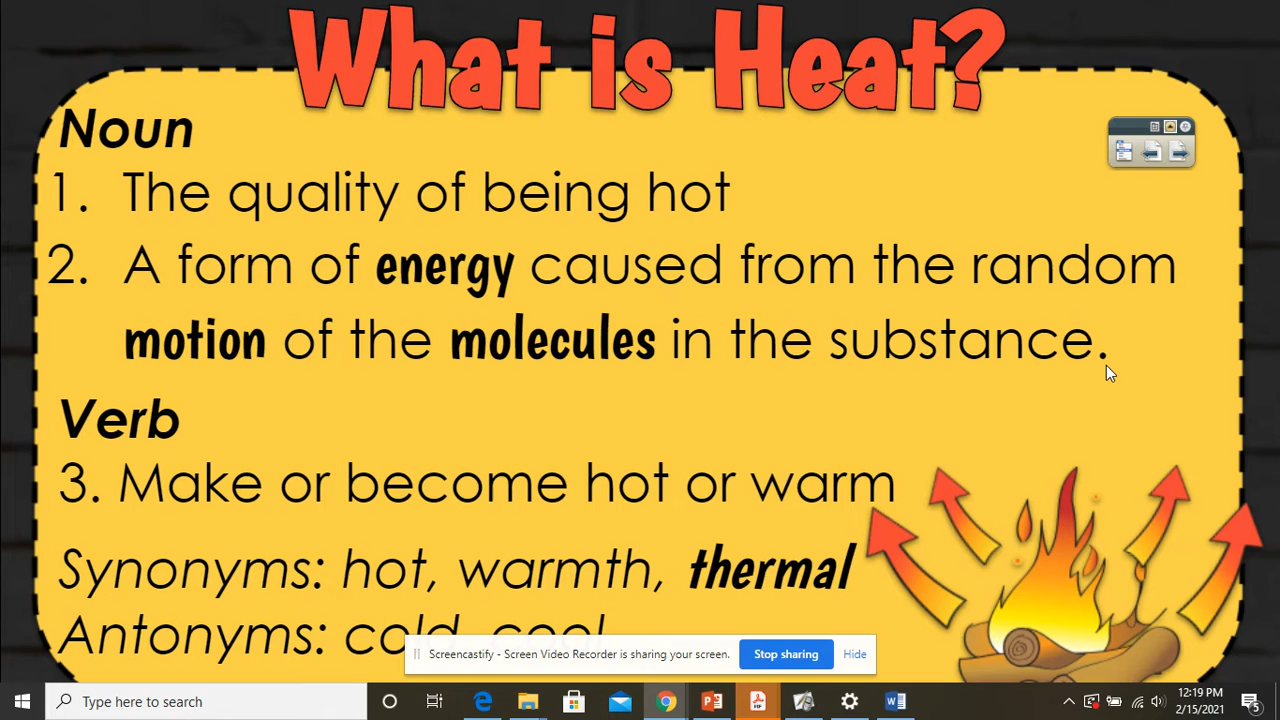 What is Heat?
Noun
1. The quality of being hot
2. A form of energy caused from the random
motion of the molecules in the substance.
Verb
3. Make or become hot or warm
Synonyms: hot, warmth, thermal
Antonyms: cold, cool
Screencastify - Screen Video Recorder is sharing your screen. Stop sharing Hide
Type here to search
12:19 PM
2/15/2021
5